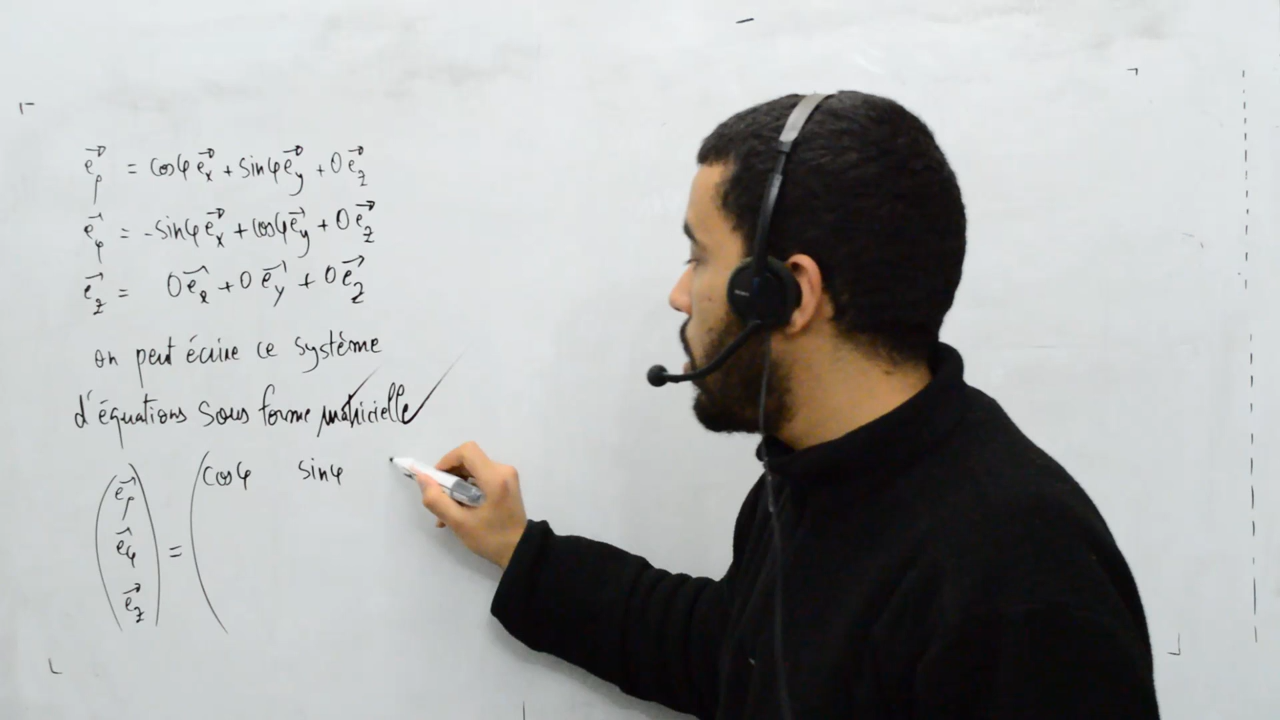 e⃗ρ = cosφ e⃗x + sinφ e⃗y + 0 e⃗z
e⃗φ = -sinφ e⃗x + cosφ e⃗y + 0 e⃗z
e⃗z = 0 e⃗x + 0 e⃗y + 0 e⃗z
on peut écrire ce système
d'équations sous forme matricielle
(e⃗ρ e⃗φ e⃗z) = (cosφ sinφ